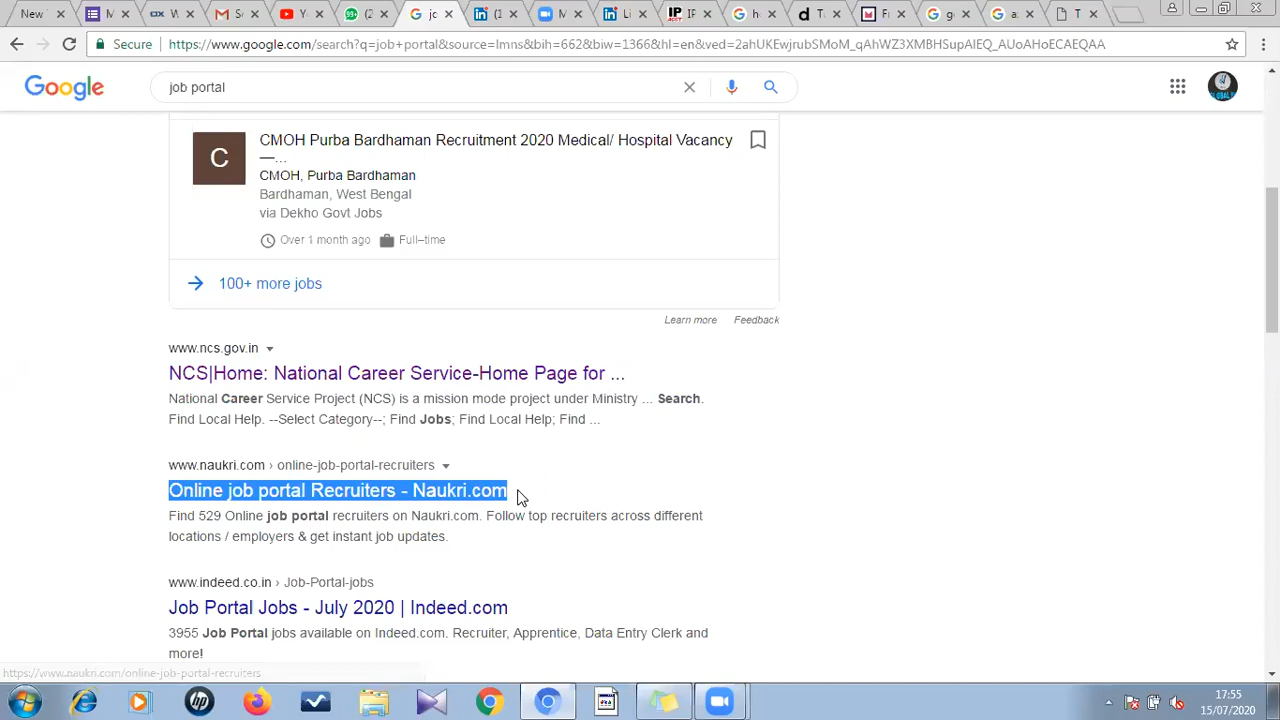 New
M
W
S
Y
99+ (2
jo
(1
M
Li
IP
h
d T
F
g
a
T
Secure https://www.google.com/search?q=job+portal&source=lmns&bih=662&biw=1366&hl=en&ved=2ahUKEwjrubSMoM_qAhWZ3XMBHSupAIEQ_AUoAHoECAEQAA
Google
job portal
C
CMOH Purba Bardhaman Recruitment 2020 Medical/ Hospital Vacancy
—...
CMOH, Purba Bardhaman
Bardhaman, West Bengal
via Dekho Govt Jobs
Over 1 month ago Full–time
100+ more jobs
Learn more Feedback
www.ncs.gov.in
NCS|Home: National Career Service-Home Page for ...
National Career Service Project (NCS) is a mission mode project under Ministry ... Search.
Find Local Help. --Select Category--; Find Jobs; Find Local Help; Find ...
www.naukri.com › online-job-portal-recruiters
Online job portal Recruiters - Naukri.com
Find 529 Online job portal recruiters on Naukri.com. Follow top recruiters across different
locations / employers & get instant job updates.
www.indeed.co.in › Job-Portal-jobs
Job Portal Jobs - July 2020 | Indeed.com
3955 Job Portal jobs available on Indeed.com. Recruiter, Apprentice, Data Entry Clerk and
more!
https://www.naukri.com/online-job-portal-recruiters
17:55
15/07/2020